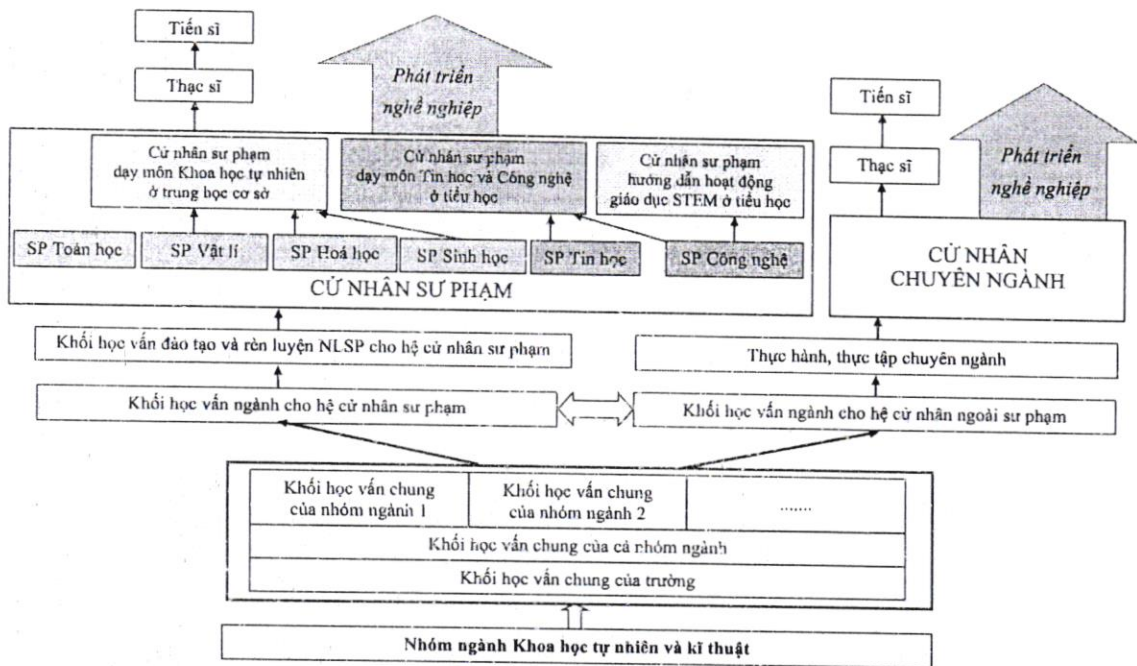 Tiến sĩ
Thạc sĩ
Phát triển
nghề nghiệp
Cử nhân sư phạm
dạy môn Khoa học tự nhiên
ở trung học cơ sở
Cử nhân sư phạm
dạy môn Tin học và Công nghệ
ở tiểu học
Cử nhân sư phạm
hướng dẫn hoạt động
giáo dục STEM ở tiểu học
SP Toán học
SP Vật lí
SP Hoá học
SP Sinh học
SP Tin học
SP Công nghệ
CỬ NHÂN SƯ PHẠM
Tiến sĩ
Thạc sĩ
Phát triển
nghề nghiệp
CỬ NHÂN
CHUYÊN NGÀNH
Khối học vấn đào tạo và rèn luyện NLSP cho hệ cử nhân sư phạm
Thực hành, thực tập chuyên ngành
Khối học vấn ngành cho hệ cử nhân sư phạm
Khối học vấn ngành cho hệ cử nhân ngoài sư phạm
Khối học vấn chung
của nhóm ngành 1
Khối học vấn chung
của nhóm ngành 2
.......
Khối học vấn chung của cả nhóm ngành
Khối học vấn chung của trường
Nhóm ngành Khoa học tự nhiên và kĩ thuật